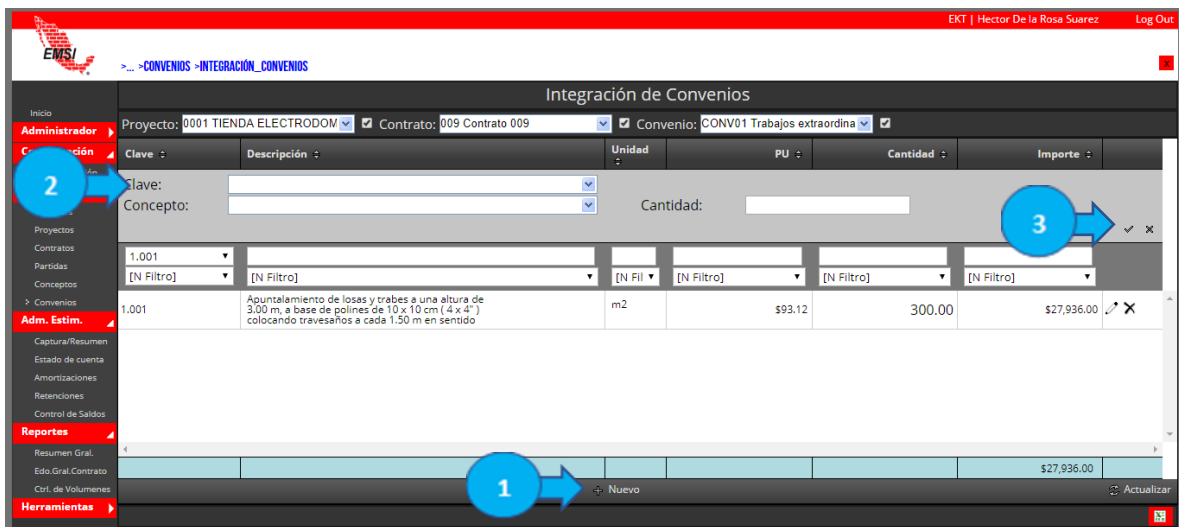 EKT | Hector De la Rosa Suarez Log Out
EMSI
>... >CONVENIOS >INTEGRACIÓN_CONVENIOS
x
Integración de Convenios
Inicio
Administrador
Proyecto: 0001 TIENDA ELECTRODOM Contrato: 009 Contrato 009 Convenio: CONV01 Trabajos extraordina
Clave Descripción Unidad PU Cantidad Importe
2
Clave:
Concepto: Cantidad:
3
Proyectos
Contratos
Partidas
Conceptos
> Convenios
Adm. Estim.
Captura/Resumen
Estado de cuenta
Amortizaciones
Retenciones
Control de Saldos
Reportes
Resumen Gral.
Edo.Gral.Contrato
Ctrl. de Volumenes
Herramientas
1.001
[N Filtro] [N Filtro] [N Fil [N Filtro] [N Filtro] [N Filtro]
1.001
Apuntalamiento de losas y trabes a una altura de
3.00 m, a base de polines de 10 x 10 cm ( 4 x 4" )
colocando travesaños a cada 1.50 m en sentido
m2 $93.12 300.00 $27,936.00
$27,936.00
1
Nuevo Actualizar